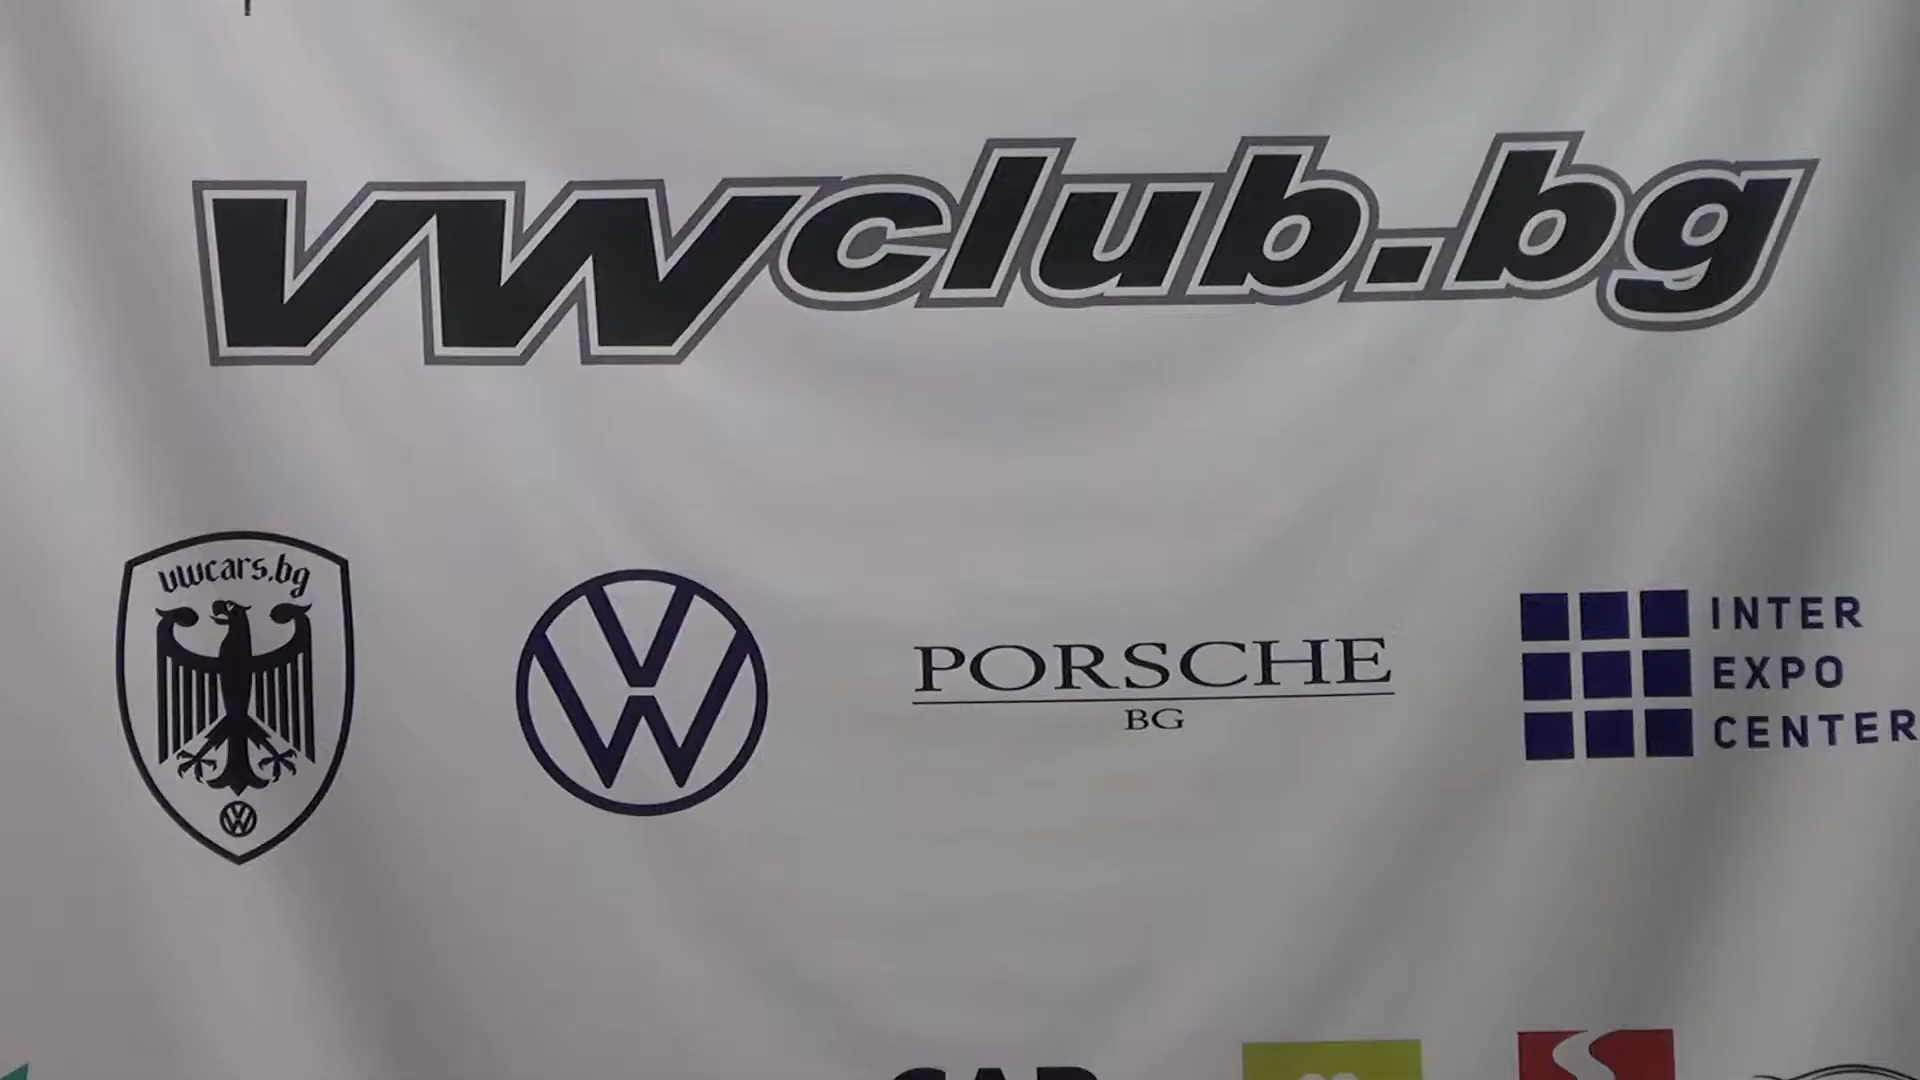 vwclub.bg
vwcars.bg
PORSCHE
BG
INTER
EXPO
CENTER